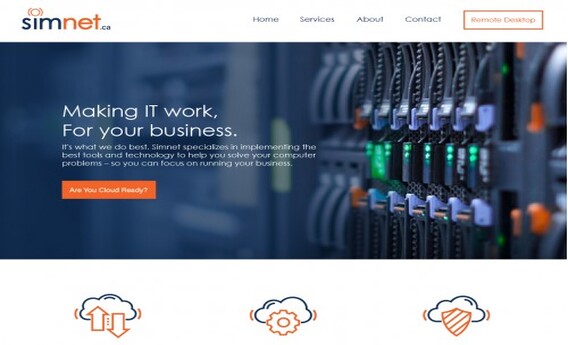 simnet.ca
Home Services About Contact Remote Desktop
Making IT work,
For your business.
It's what we do best. Simnet specializes in implementing the
best tools and technology to help you solve your computer
problems – so you can focus on running your business.
Are You Cloud Ready?